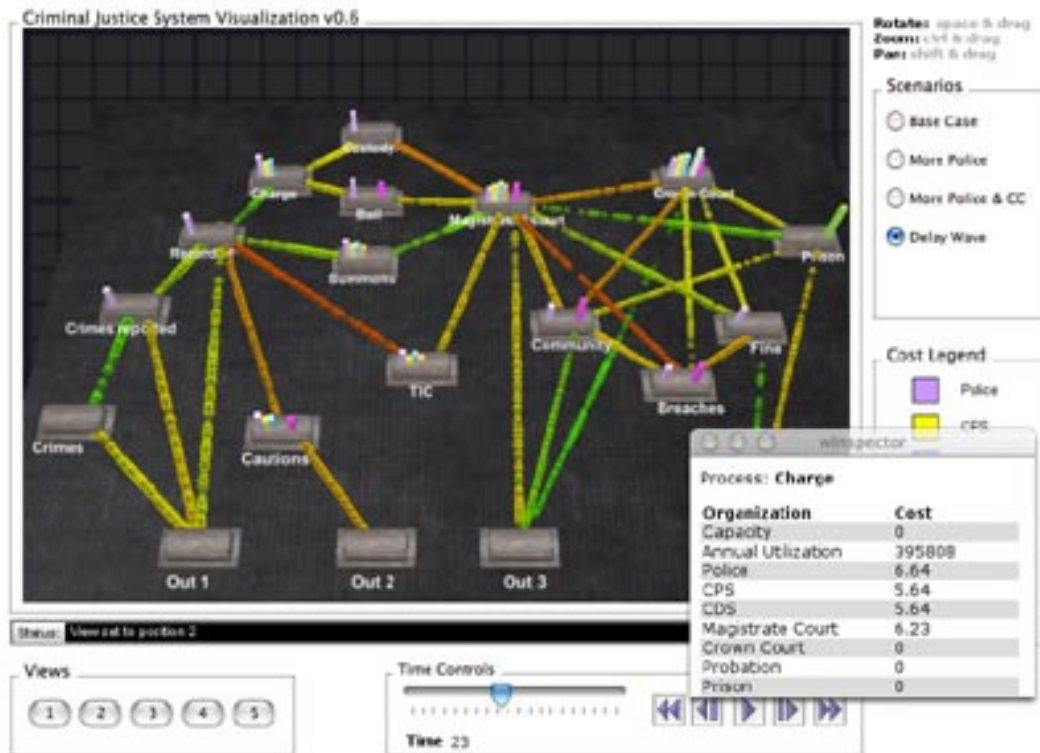 Criminal Justice System Visualization v0.6
Rotate: space & drag
Zoom: ctrl & drag
Pan: shift & drag
Scenarios
Base Case
More Police
More Police & CC
Delay Wave
Custody
Charge
Bail
Court
Magistrates Court
Prison
Summons
Crimes reported
Community
Fine
TIC
Breaches
Crimes
Cautions
Out 1
Out 2
Out 3
Cost Legend
Police
CPS
Process: Charge
Organization Cost
Capacity 0
Annual Utilization 395808
Police 6.64
CPS 5.64
CDS 5.64
Magistrate Court 6.23
Crown Court 0
Probation 0
Prison 0
Status: View set to position 2
Views
1 2 3 4 5
Time Controls
Time 23